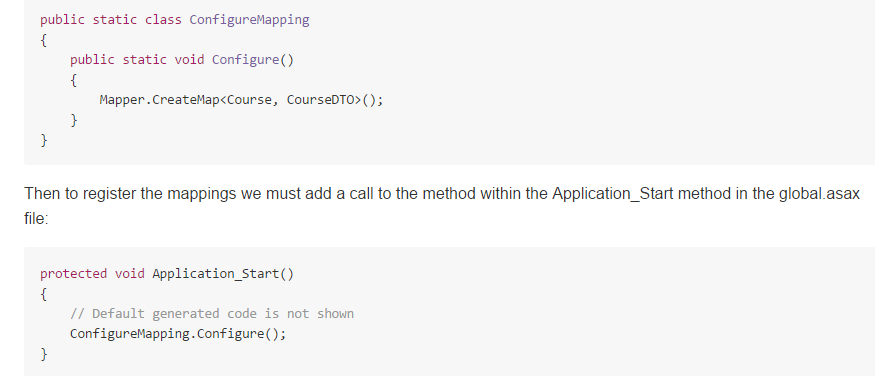 public static class ConfigureMapping
{
    public static void Configure()
    {
        Mapper.CreateMap<Course, CourseDTO>();
    }
}
Then to register the mappings we must add a call to the method within the Application_Start method in the global.asax
file:
protected void Application_Start()
{
    // Default generated code is not shown
    ConfigureMapping.Configure();
}